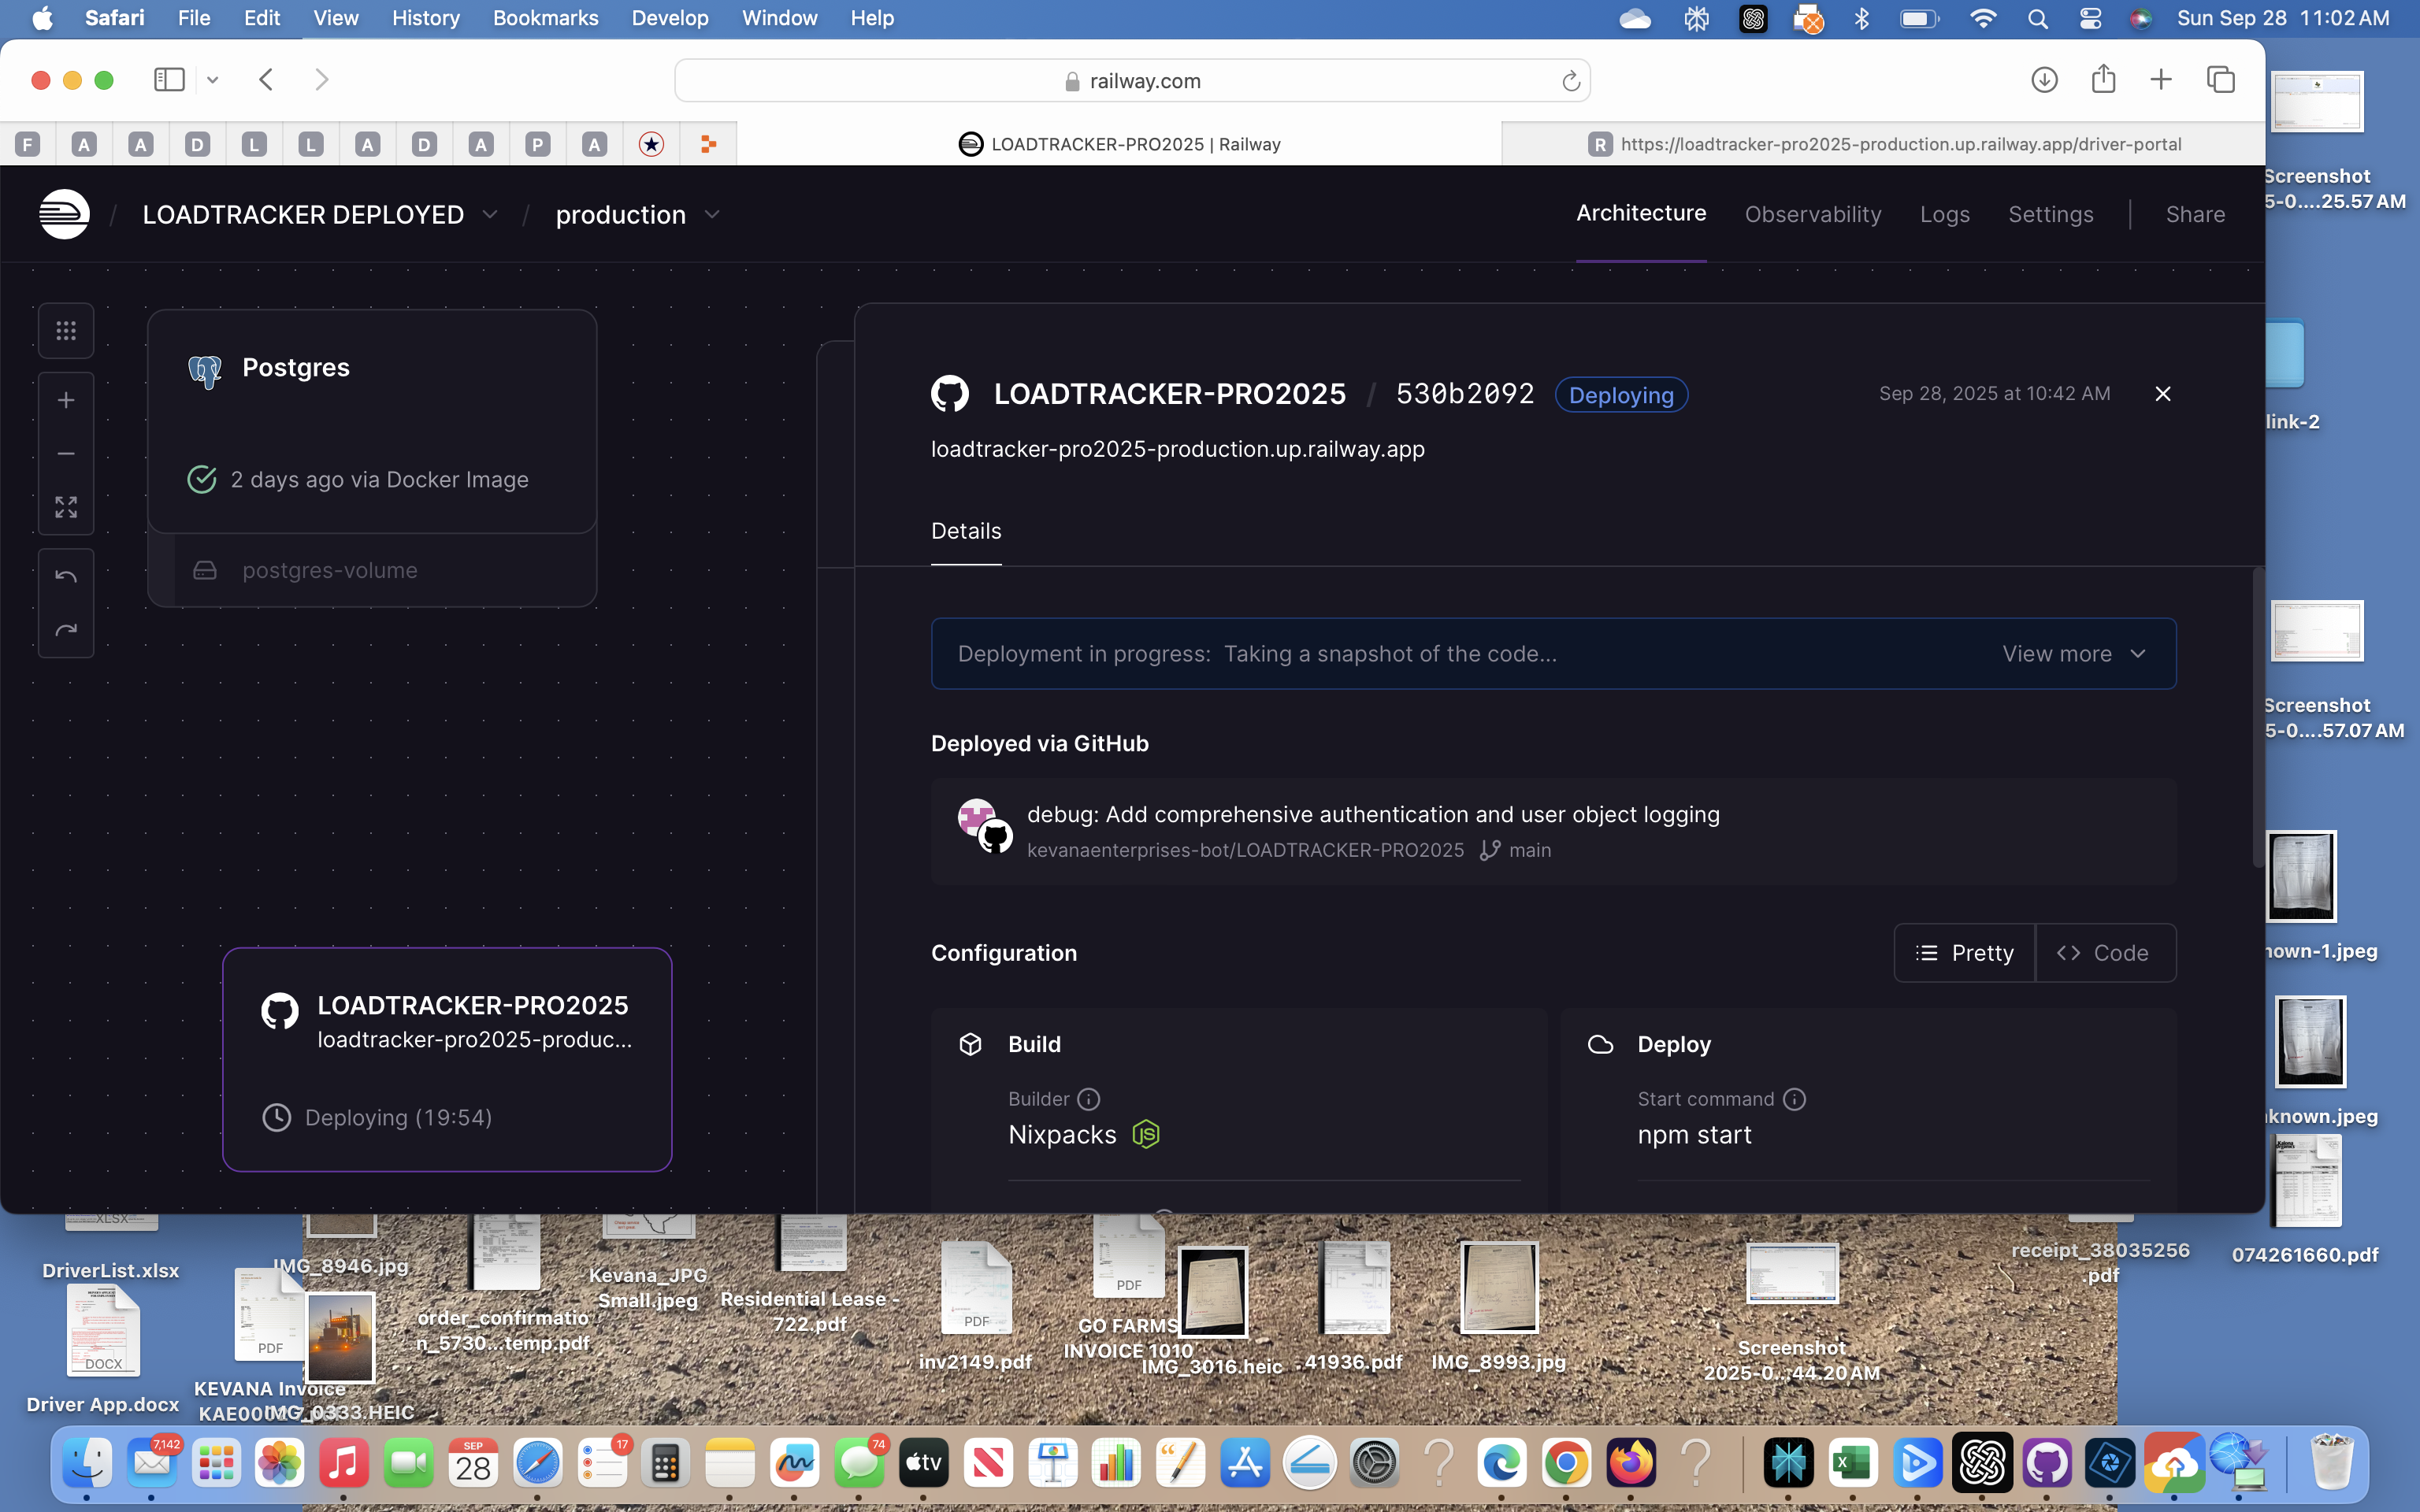 Safari File Edit View History Bookmarks Develop Window Help
Sun Sep 28 11:02 AM
railway.com
F A A D L L A D A P A
LOADTRACKER-PRO2025 | Railway
R https://loadtracker-pro2025-production.up.railway.app/driver-portal
/ LOADTRACKER DEPLOYED / production
Architecture Observability Logs Settings | Share
Postgres
2 days ago via Docker Image
postgres-volume
LOADTRACKER-PRO2025
loadtracker-pro2025-produc...
Deploying (19:54)
LOADTRACKER-PRO2025 / 530b2092 Deploying
Sep 28, 2025 at 10:42 AM
loadtracker-pro2025-production.up.railway.app
Details
Deployment in progress: Taking a snapshot of the code...
View more
Deployed via GitHub
debug: Add comprehensive authentication and user object logging
kevanaenterprises-bot/LOADTRACKER-PRO2025 main
Configuration
Pretty
Code
Build
Builder
Nixpacks
JS
Deploy
Start command
npm start
Screenshot
5-0....25.57 AM
link-2
Screenshot
5-0....57.07 AM
nown-1.jpeg
known.jpeg
074261660.pdf
receipt_38035256
.pdf
XLSX
DriverList.xlsx
DOCX
Driver App.docx
IMG_8946.jpg
PDF
KEVANA Invoice
IMG_0333.HEIC
order_confirmatio
n_5730...temp.pdf
Kevana_JPG
Small.jpeg
Residential Lease -
722.pdf
PDF
inv2149.pdf
PDF
GO FARMS
INVOICE 1010
IMG_3016.heic
41936.pdf
IMG_8993.jpg
Screenshot
2025-0...:44.20 AM
7,142
SEP
28
17
74
tv